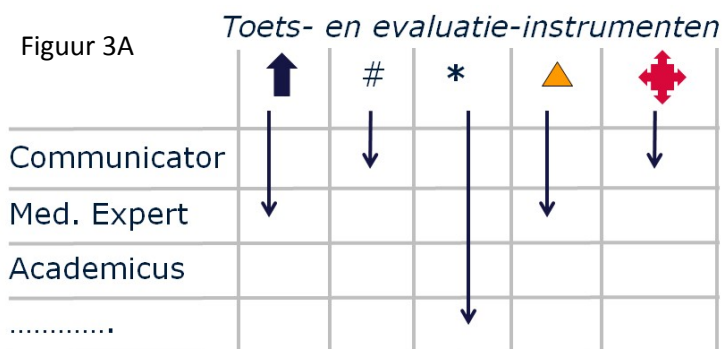 Toets- en evaluatie-instrumenten
Figuur 3A
# *
Communicator
Med. Expert
Academicus
.............